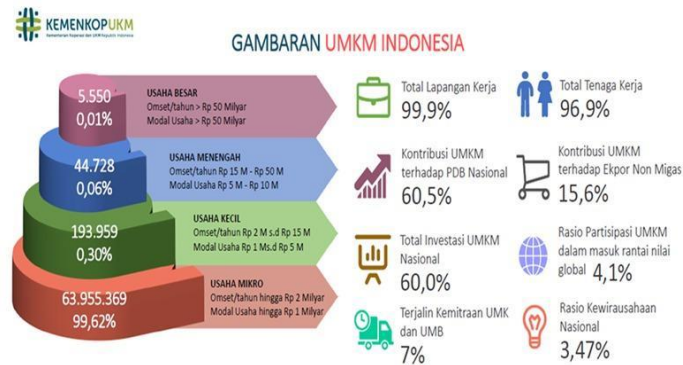 KEMENKOPUKM
Kementerian Koperasi dan UKM Republik Indonesia
GAMBARAN UMKM INDONESIA
5.550
0,01%
USAHA BESAR
Omset/tahun > Rp 50 Milyar
Modal Usaha > Rp 50 Milyar
44.728
0,06%
USAHA MENENGAH
Omset/tahun Rp 15 M - Rp 50 M
Modal Usaha Rp 5 M - Rp 10 M
193.959
0,30%
USAHA KECIL
Omset/tahun Rp 2 M s.d Rp 15 M
Modal Usaha Rp 1 Ms.d Rp 5 M
63.955.369
99,62%
USAHA MIKRO
Omset/tahun hingga Rp 2 Milyar
Modal Usaha hingga Rp 1 Milyar
Total Lapangan Kerja
99,9%
Total Tenaga Kerja
96,9%
Kontribusi UMKM
terhadap PDB Nasional
60,5%
Kontribusi UMKM
terhadap Ekpor Non Migas
15,6%
Total Investasi UMKM
Nasional
60,0%
Rasio Partisipasi UMKM
dalam masuk rantai nilai
global 4,1%
Terjalin Kemitraan UMK
dan UMB
7%
Rasio Kewirausahaan
Nasional
3,47%